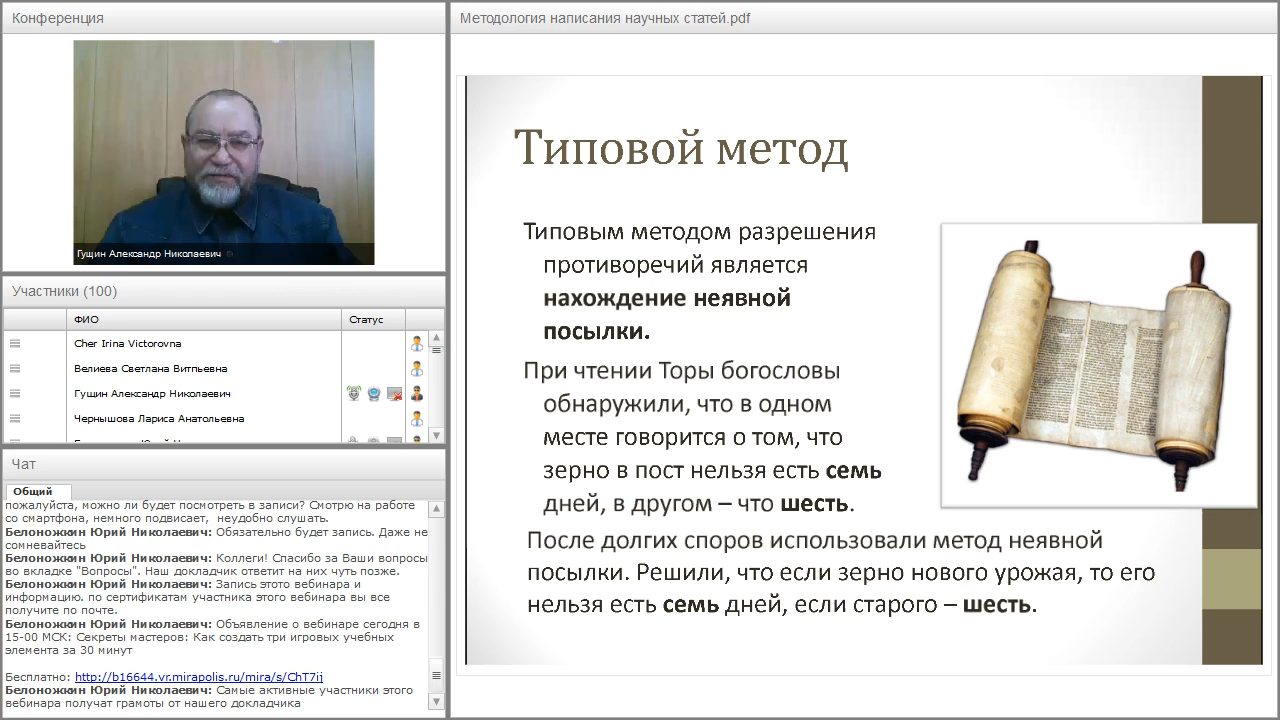 Конференция
Гущин Александр Николаевич
Участники (100)
ФИО Статус
Cher Irina Victorovna
Велиева Светлана Витпьевна
Гущин Александр Николаевич
Чернышова Лариса Анатольевна
Чат
Общий
пожалуйста, можно ли будет посмотреть в записи? Смотрю на работе
со смартфона, немного подвисает, неудобно слушать.
Белоножкин Юрий Николаевич: Обязательно будет запись. Даже не
сомневайтесь
Белоножкин Юрий Николаевич: Коллеги! Спасибо за Ваши вопросы
во вкладке "Вопросы". Наш докладчик ответит на них чуть позже.
Белоножкин Юрий Николаевич: Запись этото вебинара и
информацию. по сертификатам участника этого вебинара вы все
получите по почте.
Белоножкин Юрий Николаевич: Объявление о вебинаре сегодня в
15-00 МСК: Секреты мастеров: Как создать три игровых учебных
элемента за 30 минут
Бесплатно: http://b16644.vr.mirapolis.ru/mira/s/ChT7ij
Белоножкин Юрий Николаевич: Самые активные участники этого
вебинара получат грамоты от нашего докладчика
Методология написания научных статей.pdf
Типовой метод
Типовым методом разрешения
противоречий является
нахождение неявной
посылки.
При чтении Торы богословы
обнаружили, что в одном
месте говорится о том, что
зерно в пост нельзя есть семь
дней, в другом – что шесть.
После долгих споров использовали метод неявной
посылки. Решили, что если зерно нового урожая, то его
нельзя есть семь дней, если старого – шесть.